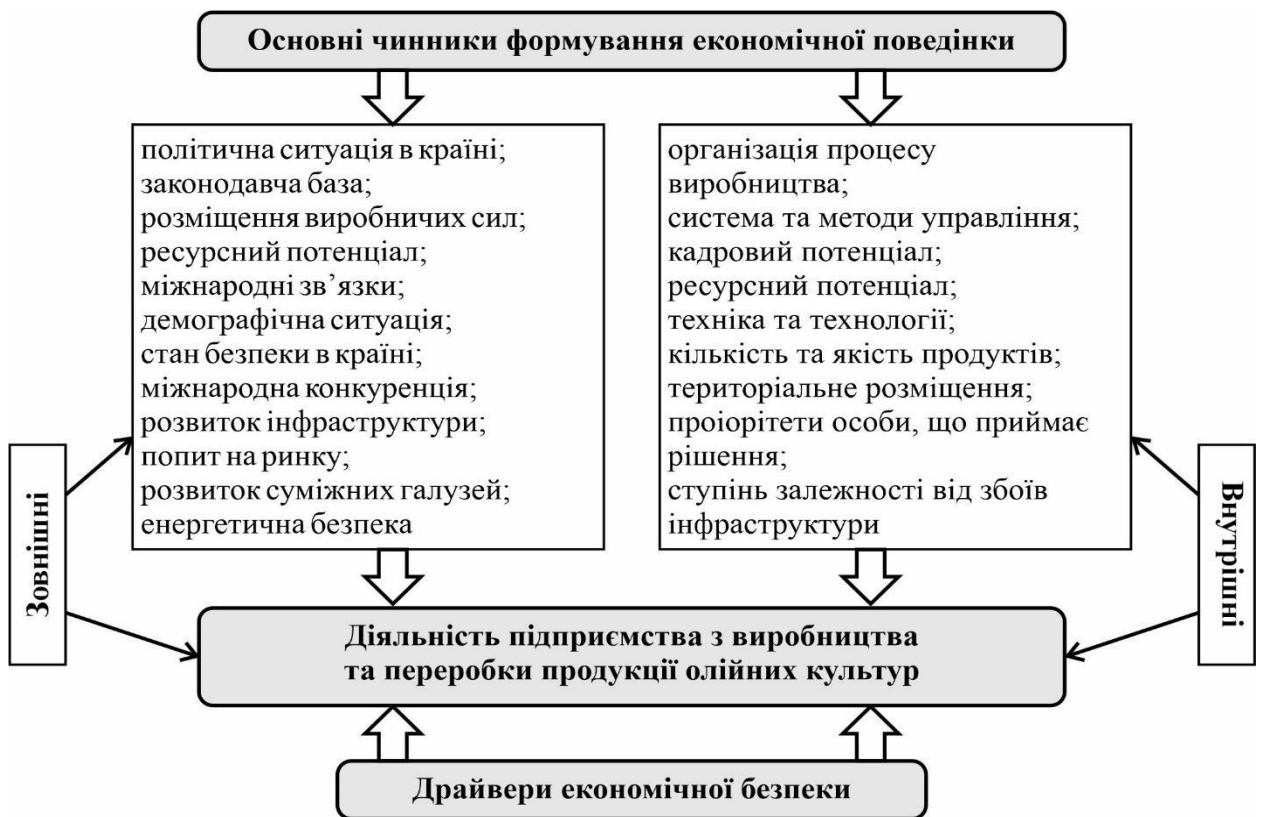 Основні чинники формування економічної поведінки
політична ситуація в країні;
законодавча база;
розміщення виробничих сил;
ресурсний потенціал;
міжнародні зв’язки;
демографічна ситуація;
стан безпеки в країні;
міжнародна конкуренція;
розвиток інфраструктури;
попит на ринку;
розвиток суміжних галузей;
енергетична безпека
організація процесу
виробництва;
система та методи управління;
кадровий потенціал;
ресурсний потенціал;
техніка та технології;
кількість та якість продуктів;
територіальне розміщення;
проіорітети особи, що приймає
рішення;
ступінь залежності від збоїв
інфраструктури
Зовнішні
Внутрішні
Діяльність підприємства з виробництва
та переробки продукції олійних культур
Драйвери економічної безпеки